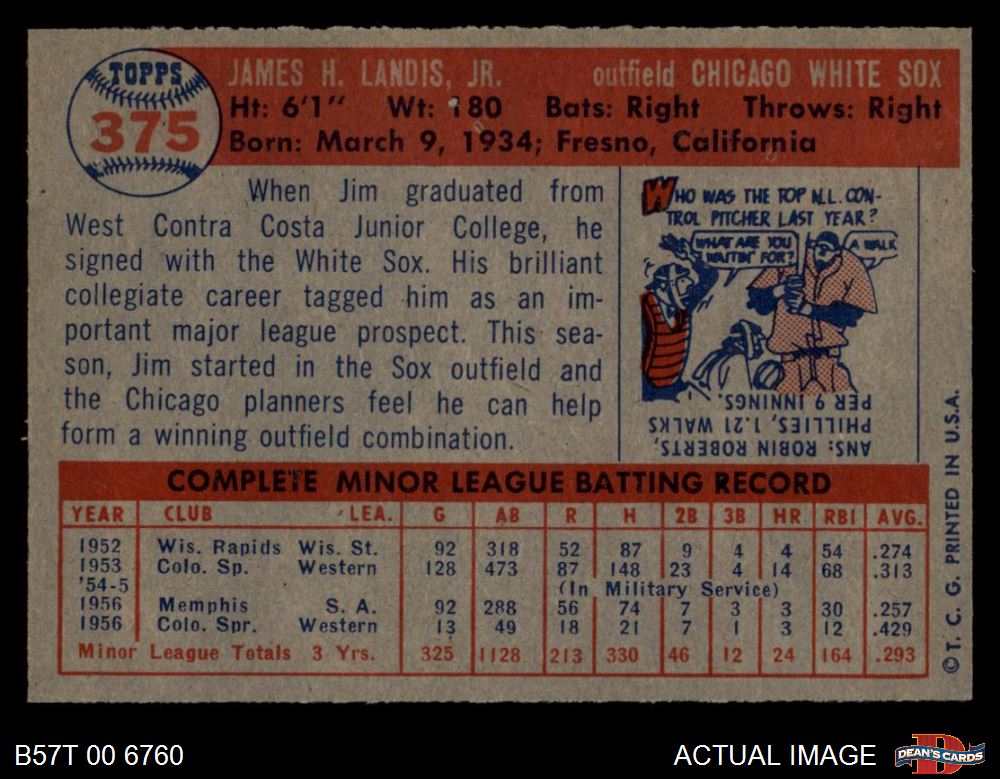 TOPPS
375
JAMES H. LANDIS, JR. outfield CHICAGO WHITE SOX
Ht: 6'1" Wt: 180 Bats: Right Throws: Right
Born: March 9, 1934; Fresno, California
When Jim graduated from
West Contra Costa Junior College, he
signed with the White Sox. His brilliant
collegiate career tagged him as an im-
portant major league prospect. This sea-
son, Jim started in the Sox outfield and
the Chicago planners feel he can help
form a winning outfield combination.
WHO WAS THE TOP N.L. CON-
TROL PITCHER LAST YEAR?
WHAT ARE YOU
WAITIN' FOR?
A WALK
ANS: ROBIN ROBERTS,
PHILLIES, 1.21 WALKS
PER 9 INNINGS.
COMPLETE MINOR LEAGUE BATTING RECORD
YEAR CLUB LEA. G AB R H 2B 3B HR RBI AVG.
1952 Wis. Rapids Wis. St. 92 318 52 87 9 4 4 54 .274
1953 Colo. Sp. Western 128 473 87 148 23 4 14 68 .313
'54-5 (In Military Service)
1956 Memphis S. A. 92 288 56 74 7 3 3 30 .257
1956 Colo. Spr. Western 13 49 18 21 7 1 3 12 .429
Minor League Totals 3 Yrs. 325 1128 213 330 46 12 24 164 .293
© T. C. G. PRINTED IN U.S.A.
B57T 00 6760
ACTUAL IMAGE
DEAN'S CARDS